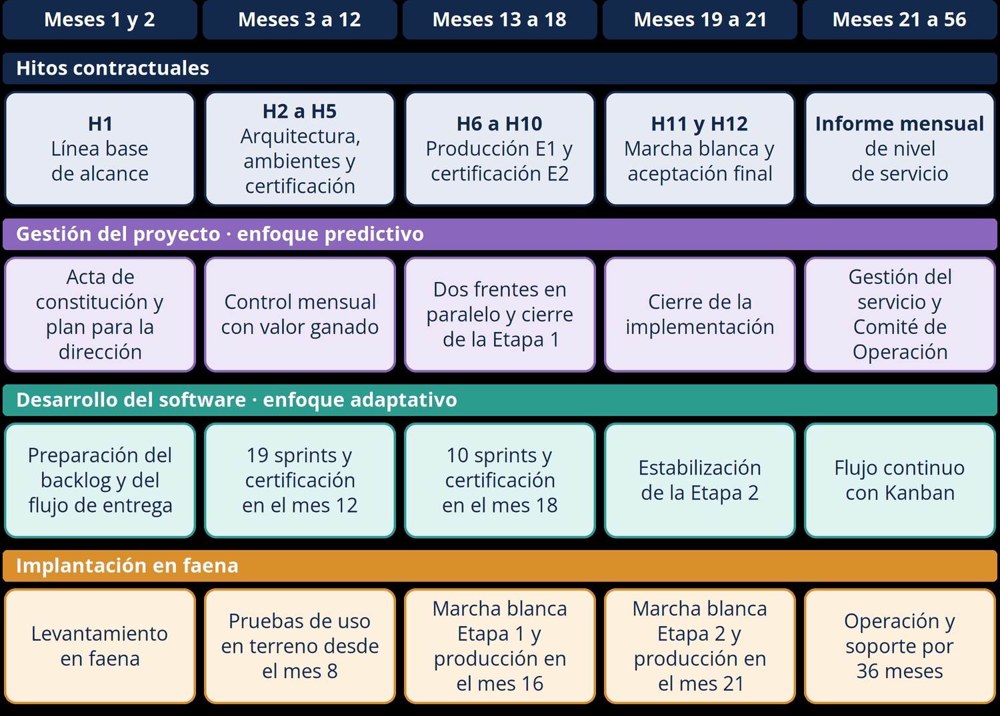 Meses 1 y 2
Meses 3 a 12
Meses 13 a 18
Meses 19 a 21
Meses 21 a 56
Hitos contractuales
H1
Línea base
de alcance
H2 a H5
Arquitectura,
ambientes y
certificación
H6 a H10
Producción E1 y
certificación E2
H11 y H12
Marcha blanca y
aceptación final
Informe mensual
de nivel
de servicio
Gestión del proyecto · enfoque predictivo
Acta de
constitución y
plan para la
dirección
Control mensual
con valor ganado
Dos frentes en
paralelo y cierre
de la Etapa 1
Cierre de la
implementación
Gestión del
servicio y
Comité de
Operación
Desarrollo del software · enfoque adaptativo
Preparación del
backlog y del
flujo de entrega
19 sprints y
certificación
en el mes 12
10 sprints y
certificación
en el mes 18
Estabilización
de la Etapa 2
Flujo continuo
con Kanban
Implantación en faena
Levantamiento
en faena
Pruebas de uso
en terreno desde
el mes 8
Marcha blanca
Etapa 1 y
producción en
el mes 16
Marcha blanca
Etapa 2 y
producción en
el mes 21
Operación y
soporte por
36 meses